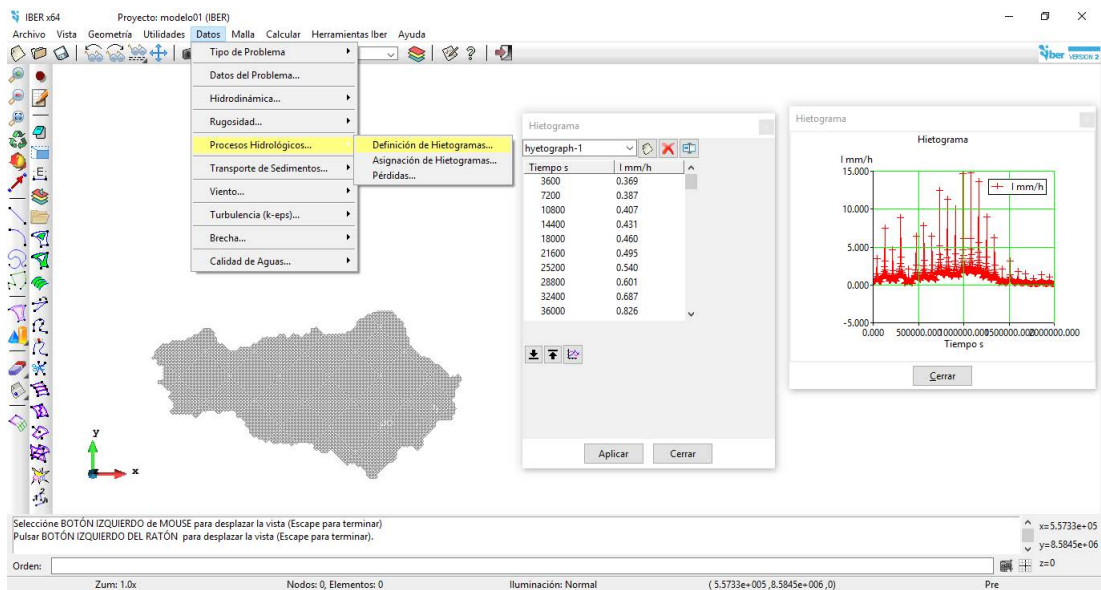 IBER x64 Proyecto: modelo01 (IBER)
Archivo Vista Geometría Utilidades Datos Malla Calcular Herramientas Iber Ayuda
Iber VERSION 2
Tipo de Problema
Datos del Problema...
Hidrodinámica...
Rugosidad...
Procesos Hidrológicos...
Transporte de Sedimentos...
Viento...
Turbulencia (k-eps)...
Brecha...
Calidad de Aguas...
Definición de Hietogramas...
Asignación de Hietogramas...
Pérdidas...
Hietograma
hyetograph-1
Tiempo s I mm/h
3600 0.369
7200 0.387
10800 0.407
14400 0.431
18000 0.460
21600 0.495
25200 0.540
28800 0.601
32400 0.687
36000 0.826
Aplicar Cerrar
Hietograma
Hietograma
I mm/h
15.000
I mm/h
10.000
5.000
0.000
-5.000
0.000 500000.000 1000000.000 1500000.000 2000000.000
Tiempo s
Cerrar
E
y
x
Seleccióne BOTÓN IZQUIERDO de MOUSE para desplazar la vista (Escape para terminar)
Pulsar BOTÓN IZQUIERDO DEL RATÓN para desplazar la vista (Escape para terminar).
x=5.5733e+05
y=8.5845e+06
z=0
Orden:
Zum: 1.0x Nodos: 0, Elementos: 0 Iluminación: Normal ( 5.5733e+005 ,8.5845e+006 ,0) Pre